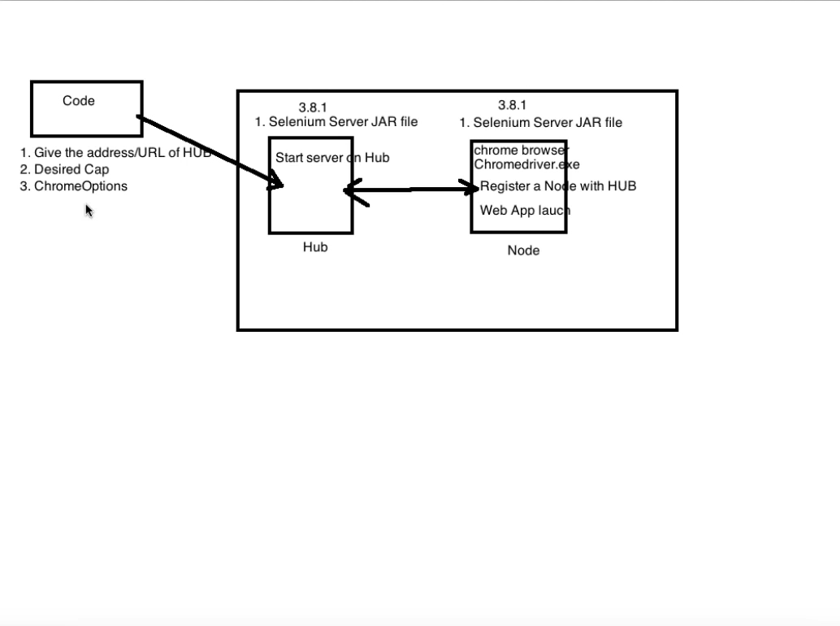 Code
1. Give the address/URL of HUB
2. Desired Cap
3. ChromeOptions
3.8.1
1. Selenium Server JAR file
Start server on Hub
Hub
3.8.1
1. Selenium Server JAR file
chrome browser
Chromedriver.exe
Register a Node with HUB
Web App lauch
Node